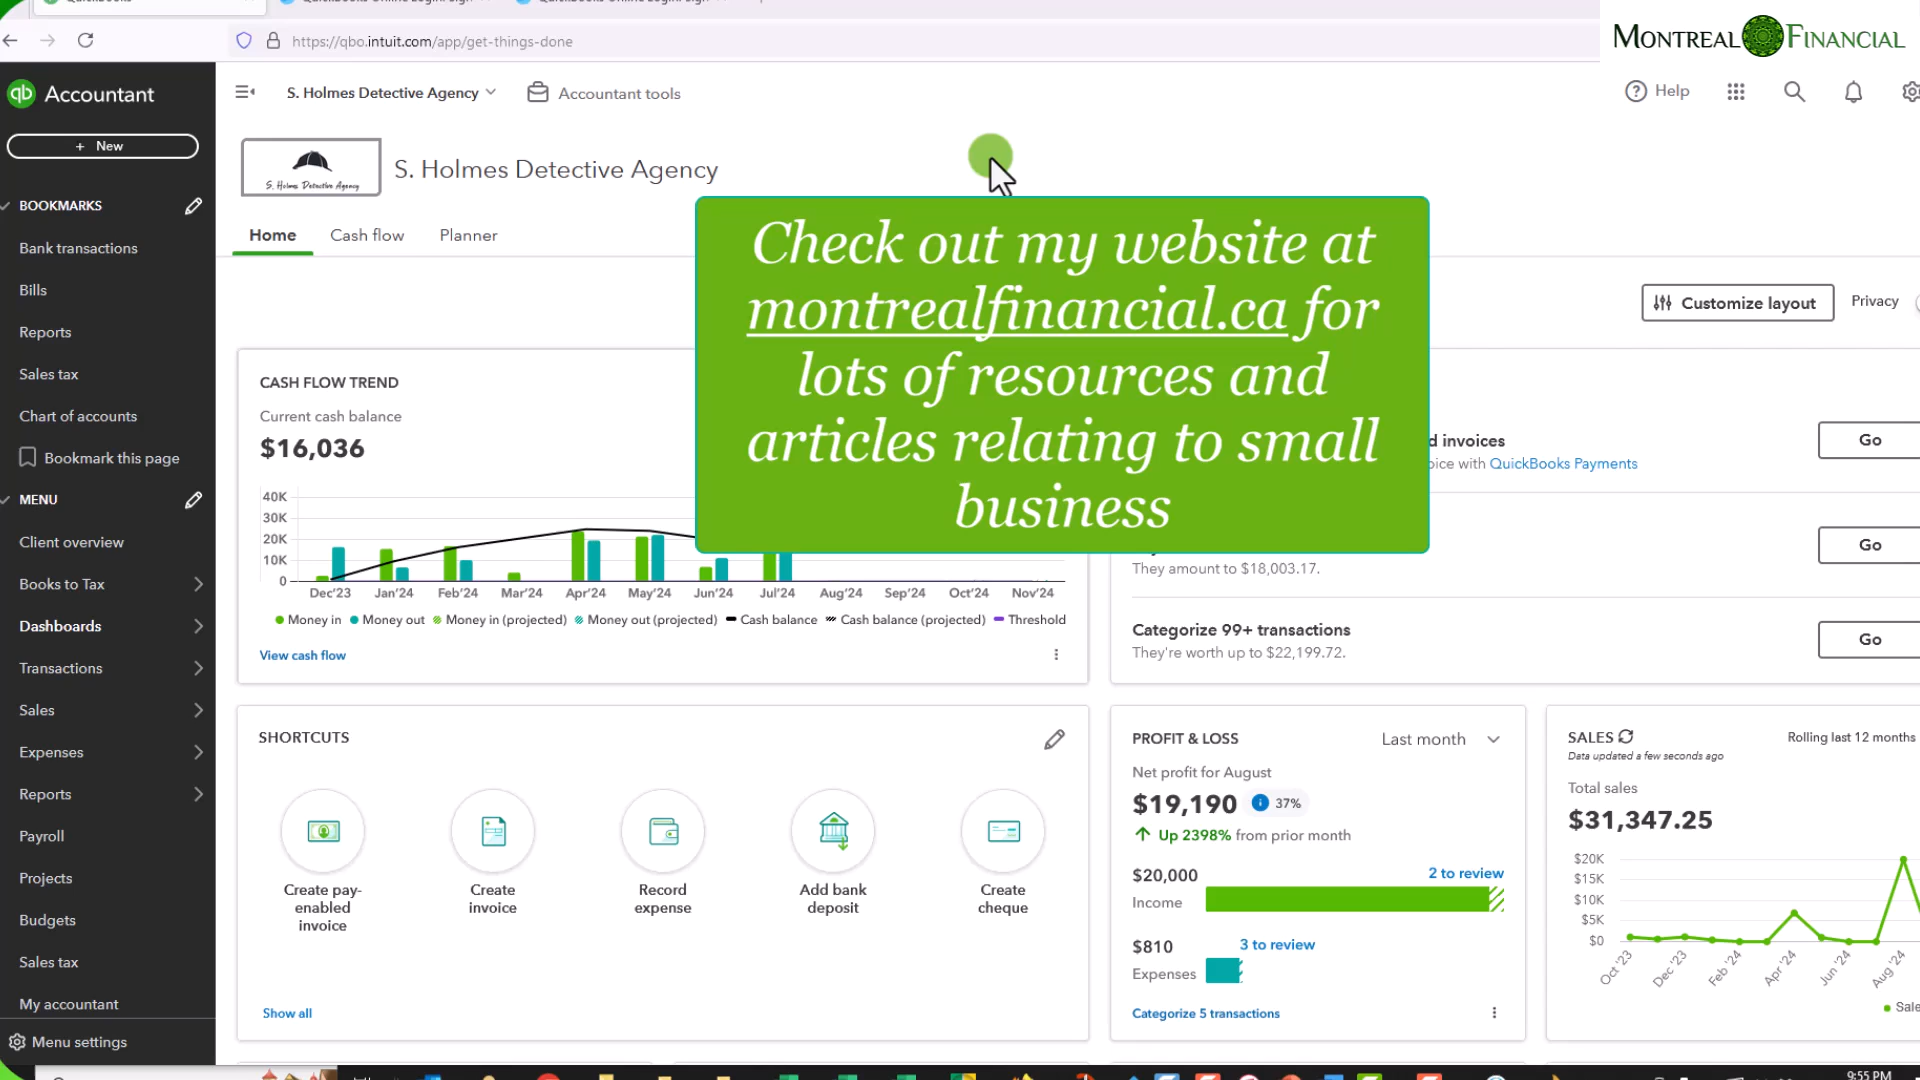 https://qbo.intuit.com/app/get-things-done
MONTREAL FINANCIAL
qb Accountant
S. Holmes Detective Agency
Accountant tools
Help
+ New
S. Holmes Detective Agency
S. Holmes Detective Agency
BOOKMARKS
Home
Cash flow
Planner
Check out my website at
montrealfinancial.ca for
lots of resources and
articles relating to small
business
Bank transactions
Bills
Reports
Sales tax
Chart of accounts
Bookmark this page
MENU
Client overview
Books to Tax
Dashboards
Transactions
Sales
Expenses
Reports
Payroll
Projects
Budgets
Sales tax
My accountant
Menu settings
Customize layout
Privacy
CASH FLOW TREND
Current cash balance
$16,036
40K
30K
20K
10K
0
Dec'23 Jan'24 Feb'24 Mar'24 Apr'24 May'24 Jun'24 Jul'24 Aug'24 Sep'24 Oct'24 Nov'24
Money in Money out Money in (projected) Money out (projected) Cash balance Cash balance (projected) Threshold
View cash flow
d invoices
oice with QuickBooks Payments
Go
Go
They amount to $18,003.17.
Categorize 99+ transactions
They're worth up to $22,199.72.
Go
SHORTCUTS
Create pay-
enabled
invoice
Create
invoice
Record
expense
Add bank
deposit
Create
cheque
Show all
PROFIT & LOSS
Last month
Net profit for August
$19,190
37%
Up 2398% from prior month
$20,000
Income
2 to review
$810
Expenses
3 to review
Categorize 5 transactions
SALES
Data updated a few seconds ago
Rolling last 12 months
Total sales
$31,347.25
$20K
$15K
$10K
$5K
$0
Oct '23 Dec '23 Feb '24 Apr '24 Jun '24 Aug '24
Sale
9:55 PM